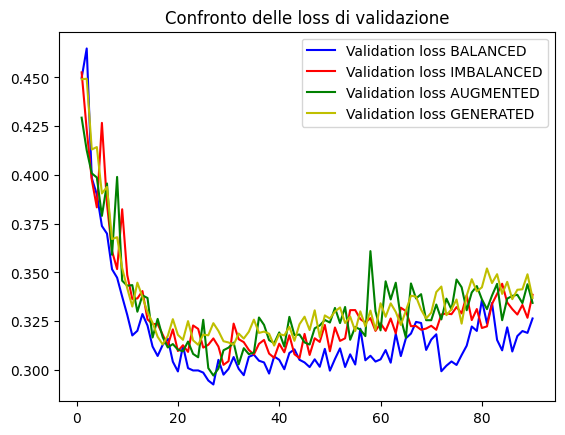 Confronto delle loss di validazione
Validation loss BALANCED
Validation loss IMBALANCED
Validation loss AUGMENTED
Validation loss GENERATED
0.450
0.425
0.400
0.375
0.350
0.325
0.300
0 20 40 60 80